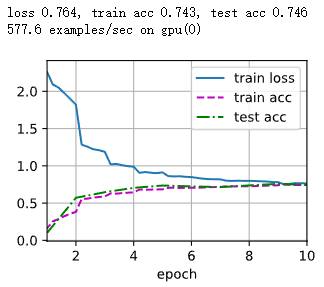 loss 0.764, train acc 0.743, test acc 0.746
577.6 examples/sec on gpu(0)
train loss
train acc
test acc
2.0
1.5
1.0
0.5
0.0
2 4 6 8 10
epoch